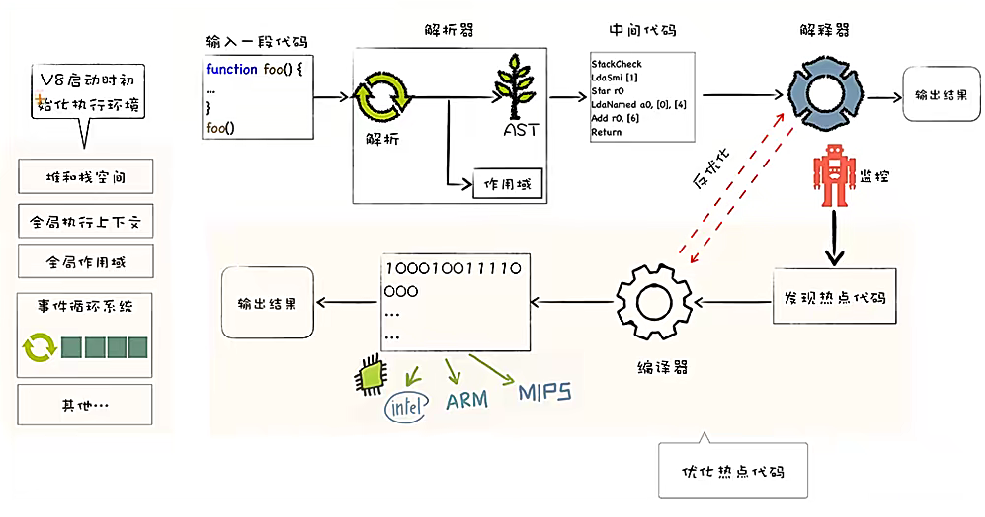 V8启动时初
始化执行环境
堆和栈空间
全局执行上下文
全局作用域
事件循环系统
其他…
输入一段代码
function foo() {
…
}
foo()
解析器
解析
AST
作用域
中间代码
StackCheck
LdaSmi [1]
Star r0
LdaNamed a0, [0], [4]
Add r0, [6]
Return
解释器
输出结果
反优化
监控
发现热点代码
编译器
10001001111０
000
...
...
输出结果
intel
ARM
MIPS
优化热点代码